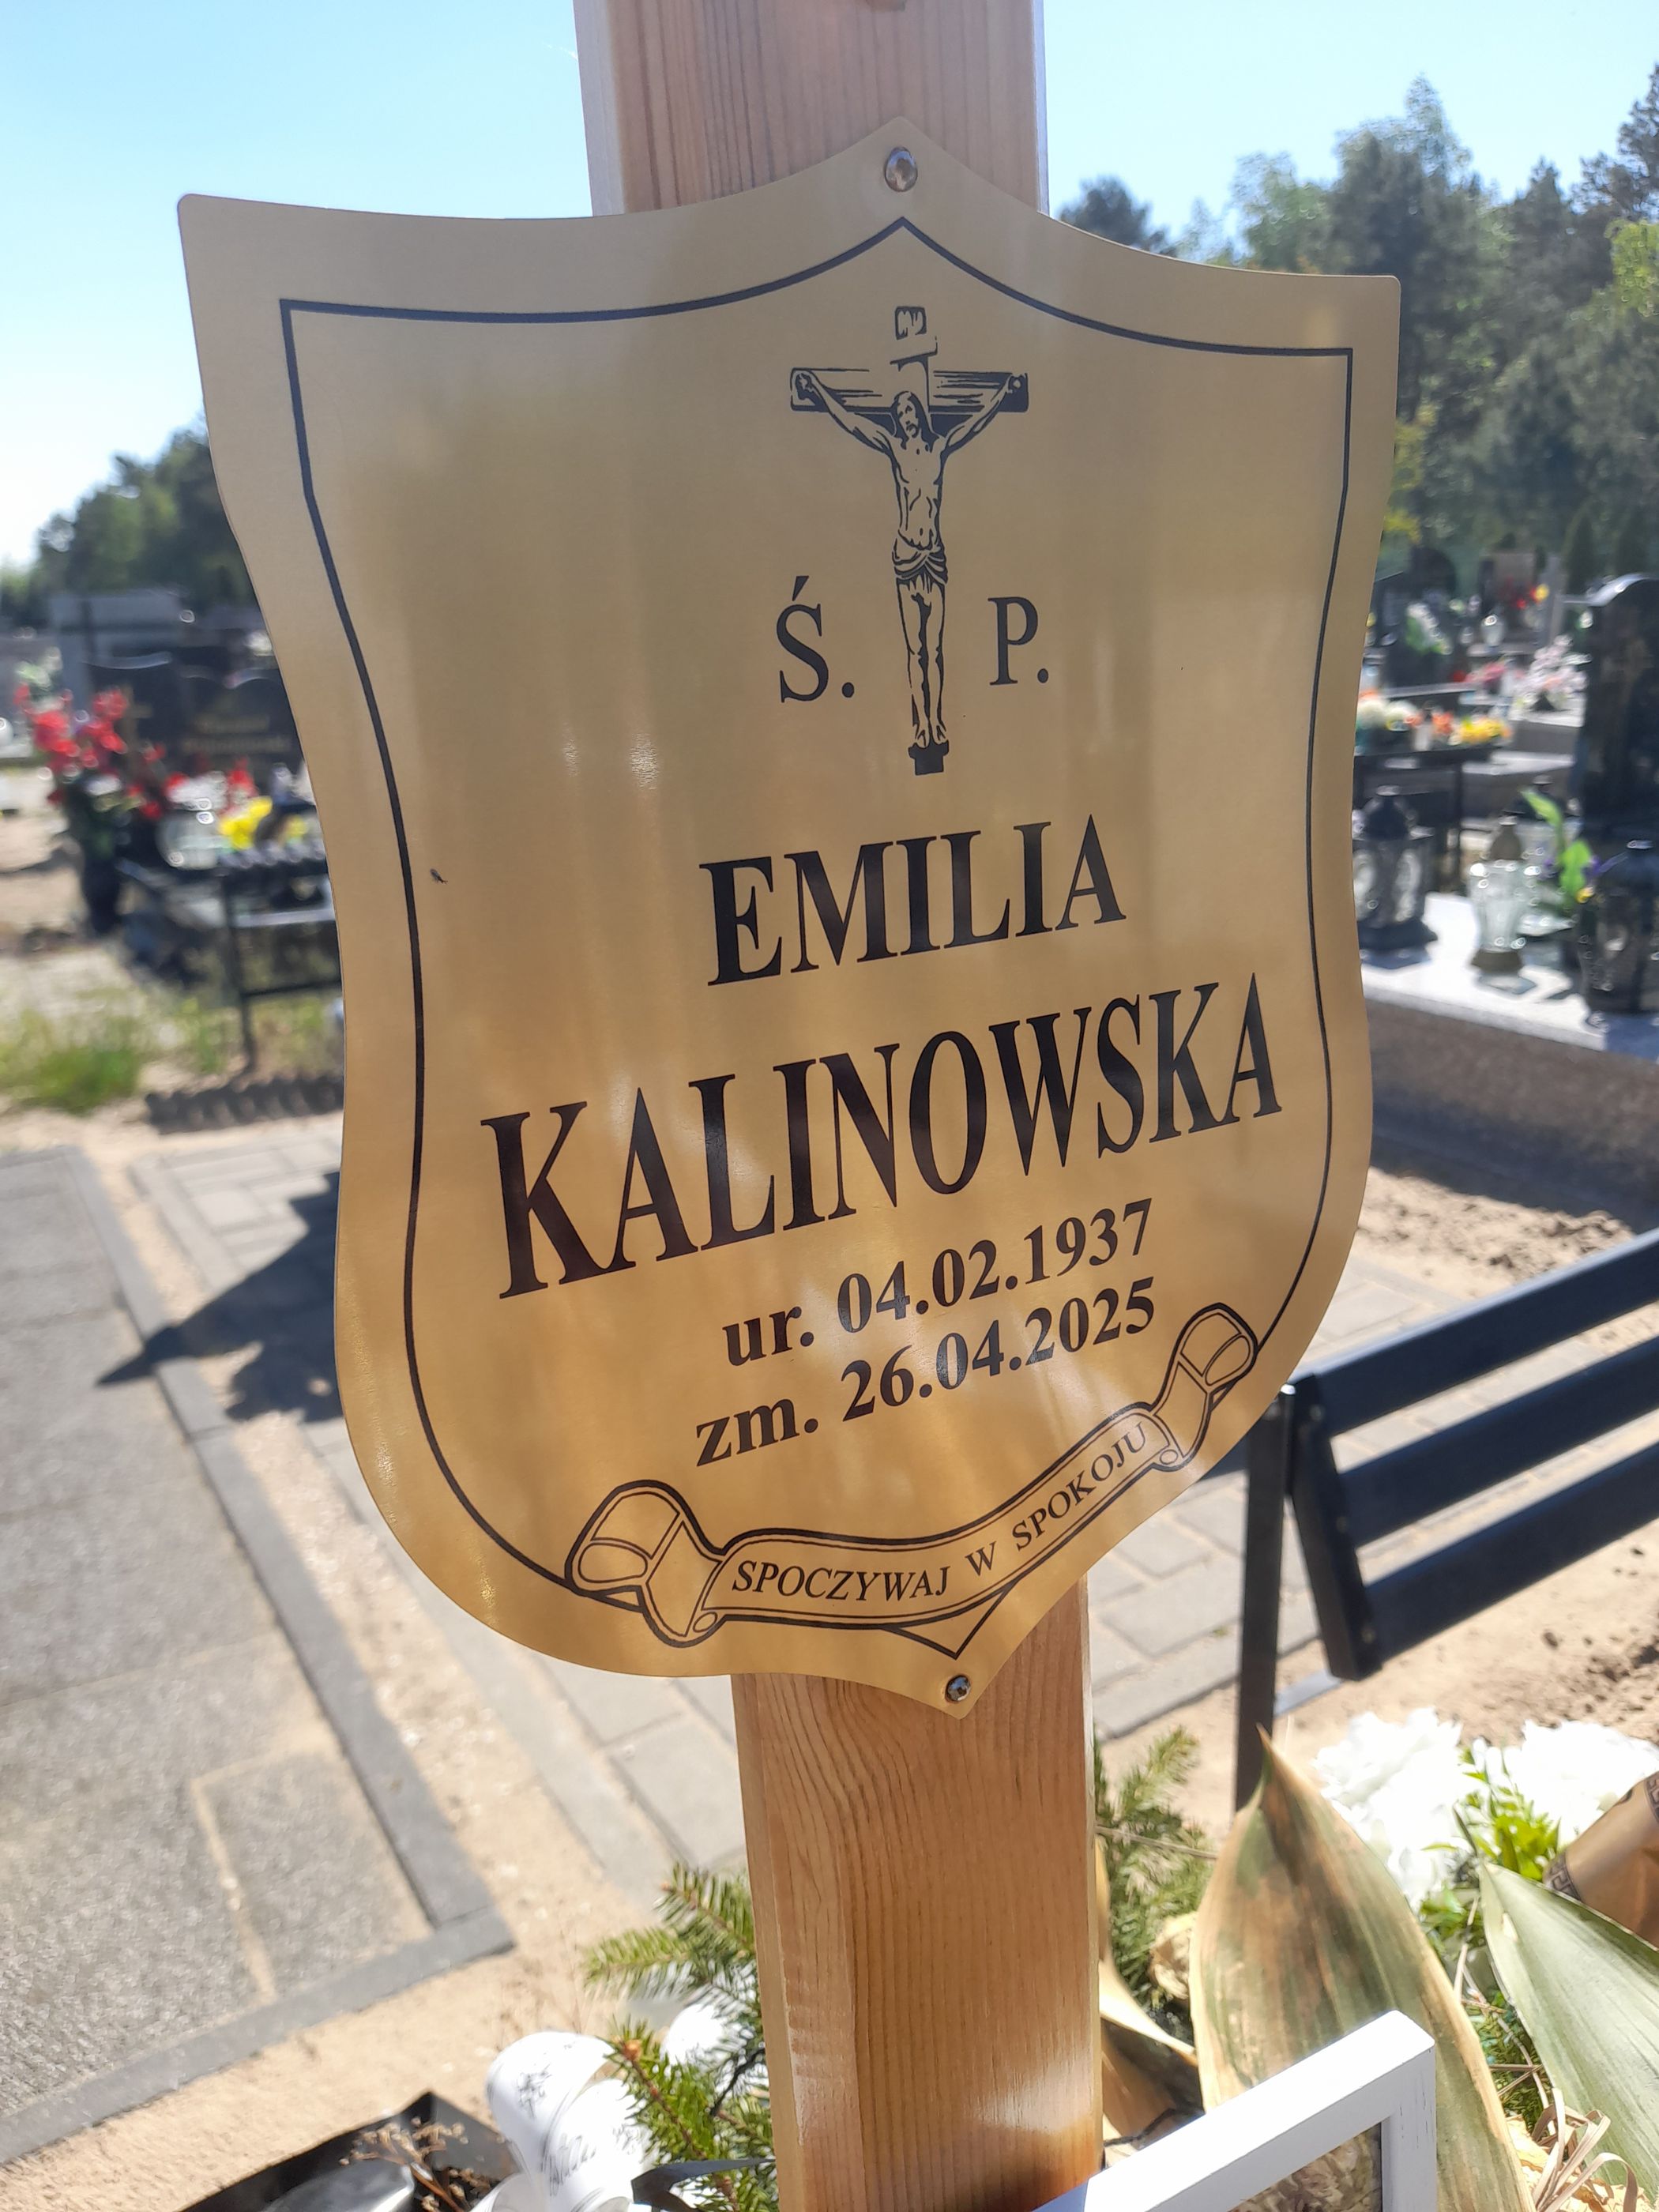 Ś. P.
EMILIA
KALINOWSKA
ur. 04.02.1937
zm. 26.04.2025
SPOCZYWAJ W SPOKOJU